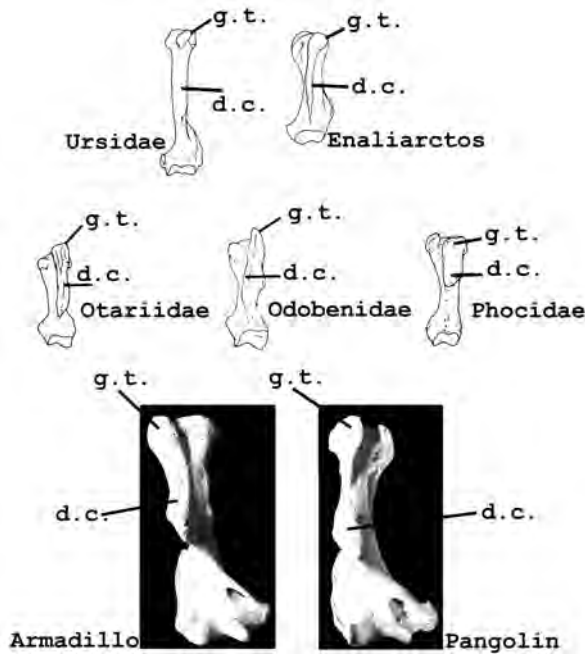 g.t.
g.t.
d.c.
d.c.
Ursidae
Enaliarctos
g.t.
g.t.
g.t.
d.c.
d.c.
d.c.
Otariidae
Odobenidae
Phocidae
g.t.
g.t.
d.c.
d.c.
Armadillo
Pangolin